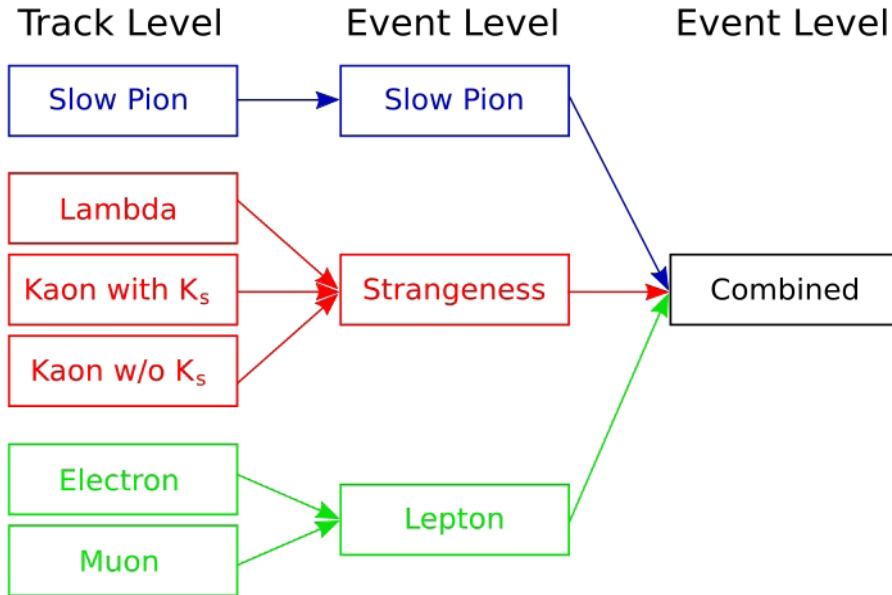 Track Level
Event Level
Event Level
Slow Pion
Slow Pion
Lambda
Kaon with Kₛ
Strangeness
Combined
Kaon w/o Kₛ
Electron
Lepton
Muon